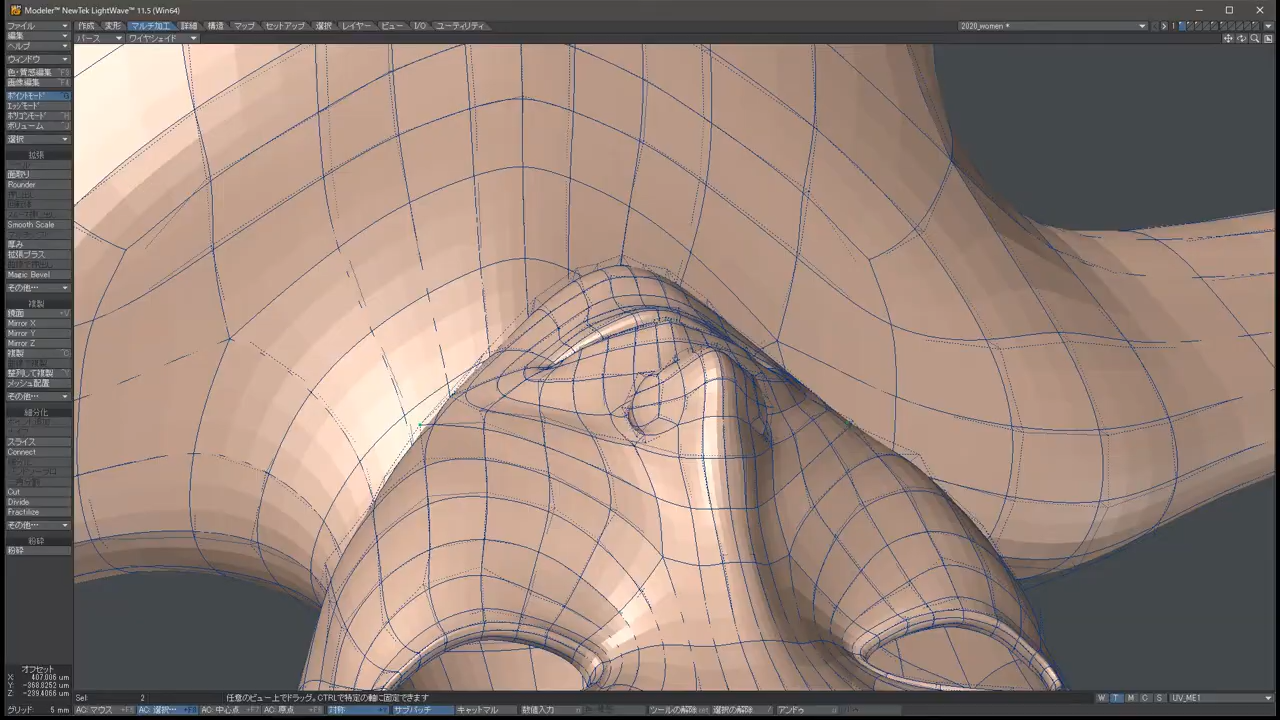 Modeler™ NewTek LightWave™ 11.5 (Win64)
ファイル 作成 変形 マルチ加工 詳細 構造 マップ セットアップ 選択 レイヤー ビュー I/O ユーティリティ 2020_women * 1
編集 パース ワイヤシェイド
ヘルプ
ウィンドウ
色・質感編集
画像編集
ポイントモード
エッジモード
ポリゴンモード
ボリューム
選択
拡張
面取り
Rounder
Smooth Scale
厚み
拡張プラス
Magic Bevel
その他…
複製
鏡面
Mirror X
Mirror Y
Mirror Z
複製
整列して複製
メッシュ配置
その他…
細分化
スライス
Connect
Cut
Divide
Fractilize
その他…
粉砕
粉砕
オフセット
X: 407.006 um
Y: -368.8252 um
Z: -239.4066 um
Sel: 2 任意のビュー上でドラッグ。CTRLで特定の軸に固定できます W T M C S UV_ME1
グリッド: 5 mm AC: マウス AC: 選択… AC: 中心点 AC: 原点 対称 サブパッチ キャットマル 数値入力 ツールの解除 選択の解除 アンドゥ